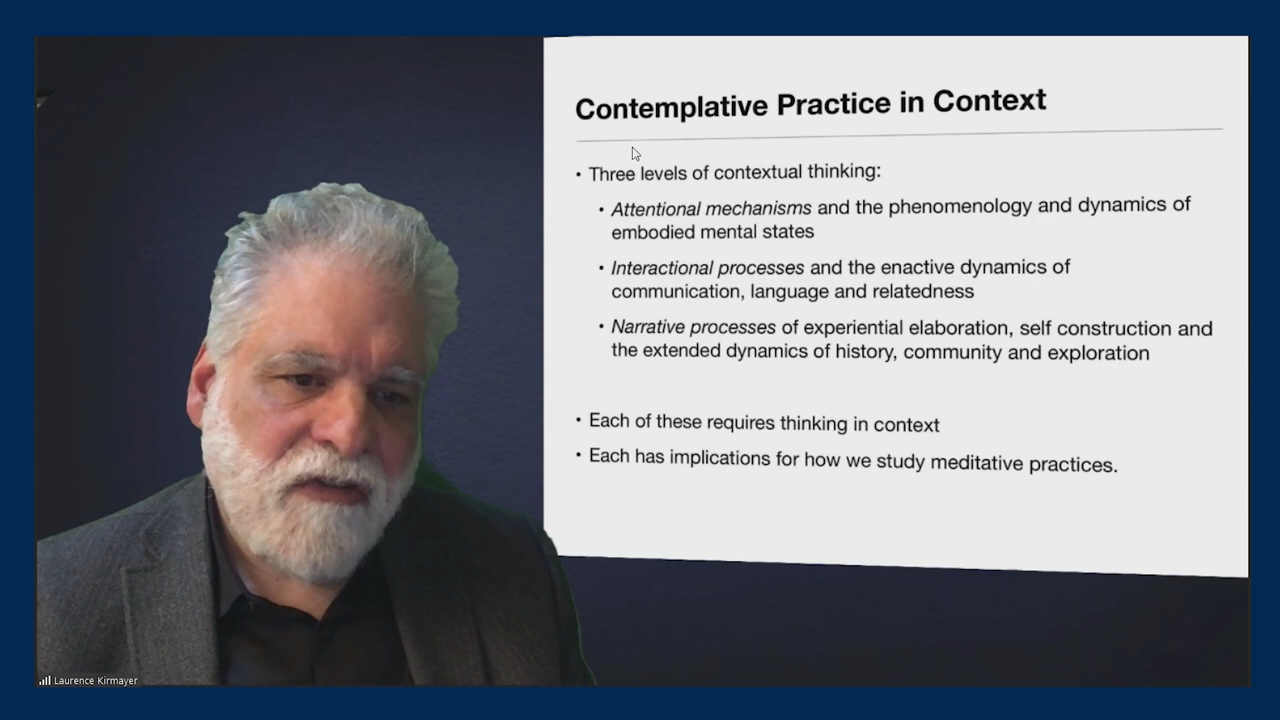 Contemplative Practice in Context
• Three levels of contextual thinking:
• Attentional mechanisms and the phenomenology and dynamics of
embodied mental states
• Interactional processes and the enactive dynamics of
communication, language and relatedness
• Narrative processes of experiential elaboration, self construction and
the extended dynamics of history, community and exploration
• Each of these requires thinking in context
• Each has implications for how we study meditative practices.
Laurence Kirmayer